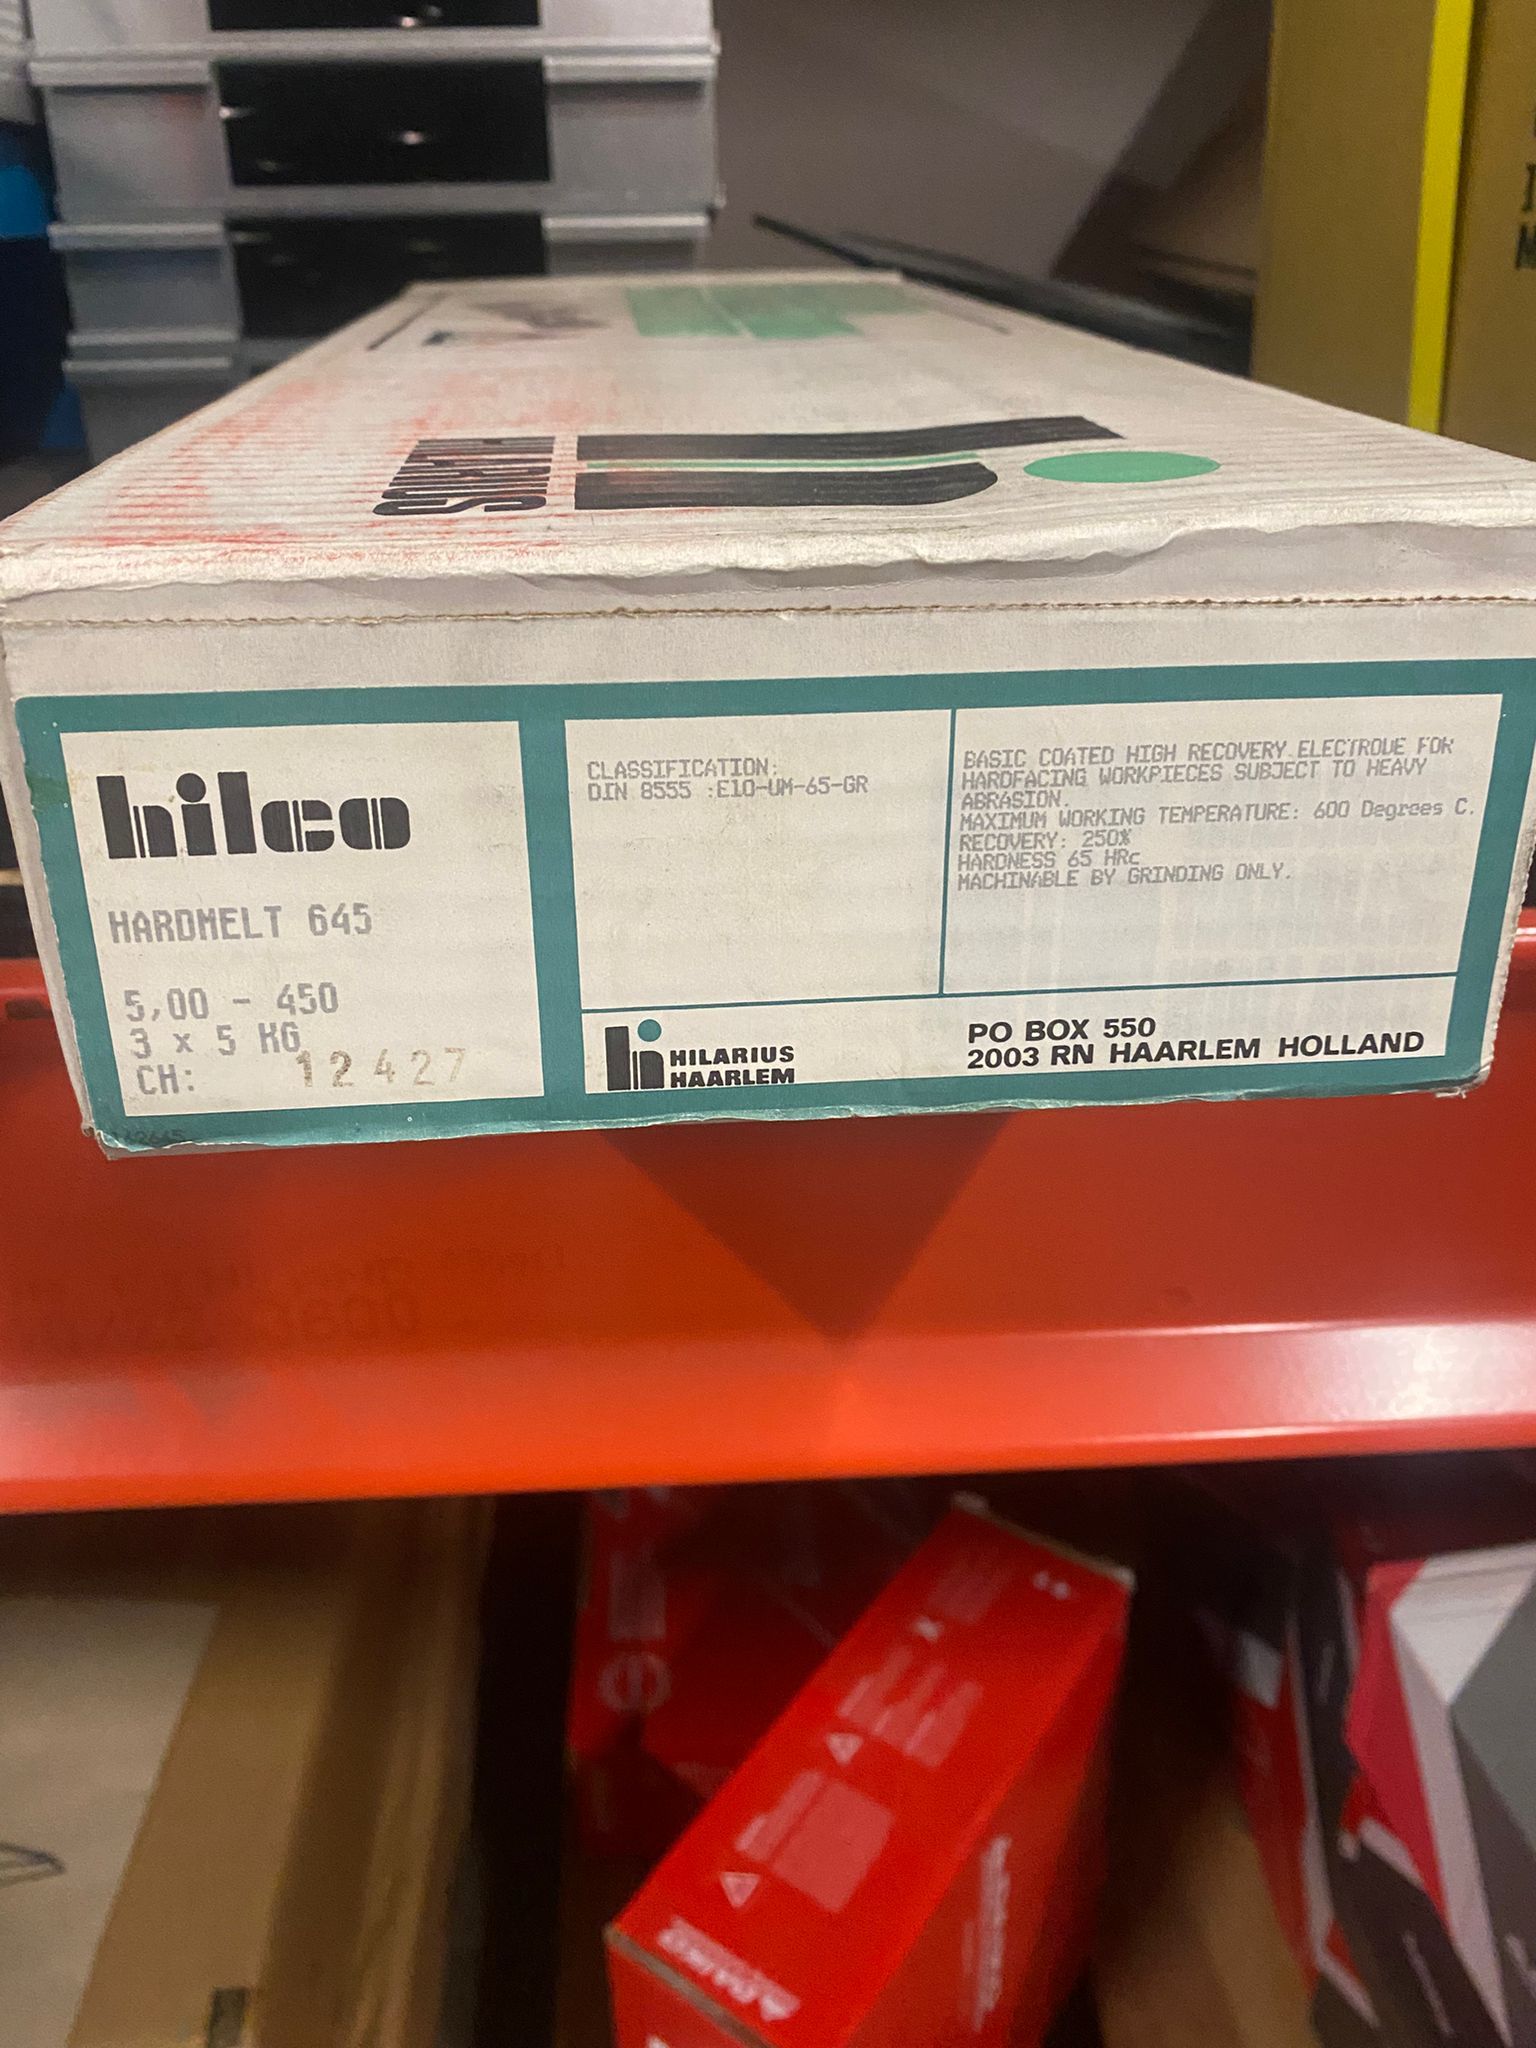 HILARIUS
hilco
HARDMELT 645
5,00 - 450
3 x 5 KG
CH: 12427
CLASSIFICATION:
DIN 8555 :E10-UM-65-GR
BASIC COATED HIGH RECOVERY ELECTRODE FOR
HARDFACING WORKPIECES SUBJECT TO HEAVY
ABRASION.
MAXIMUM WORKING TEMPERATURE: 600 Degrees C.
RECOVERY: 250%
HARDNESS 65 HRc
MACHINABLE BY GRINDING ONLY.
hi HILARIUS
HAARLEM
PO BOX 550
2003 RN HAARLEM HOLLAND